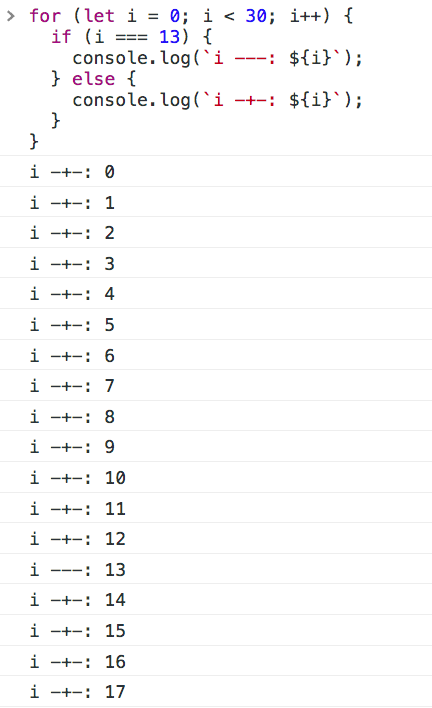 > for (let i = 0; i < 30; i++) {
if (i === 13) {
console.log(`i ---: ${i}`);
} else {
console.log(`i -+-: ${i}`);
}
}
i -+-: 0
i -+-: 1
i -+-: 2
i -+-: 3
i -+-: 4
i -+-: 5
i -+-: 6
i -+-: 7
i -+-: 8
i -+-: 9
i -+-: 10
i -+-: 11
i -+-: 12
i ---: 13
i -+-: 14
i -+-: 15
i -+-: 16
i -+-: 17